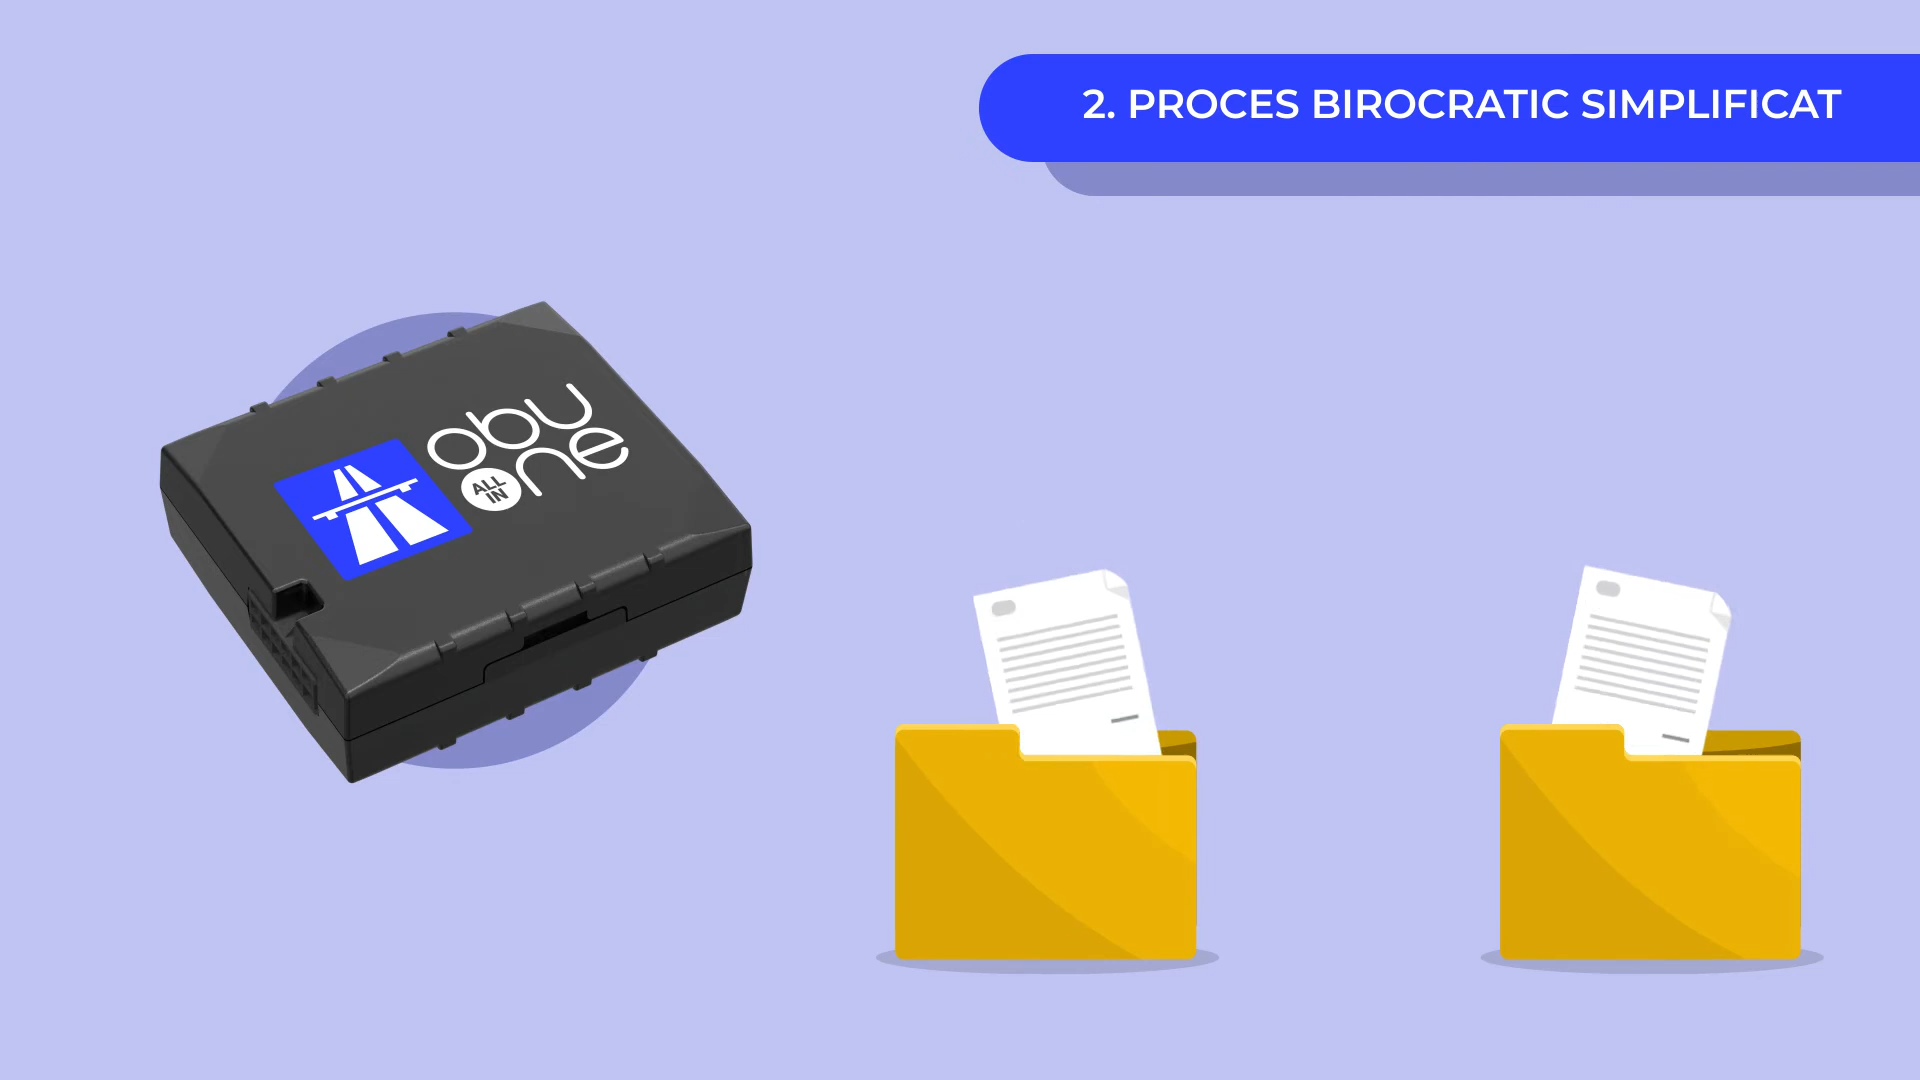 2. PROCES BIROCRATIC SIMPLIFICAT
obu
one
ALL
IN